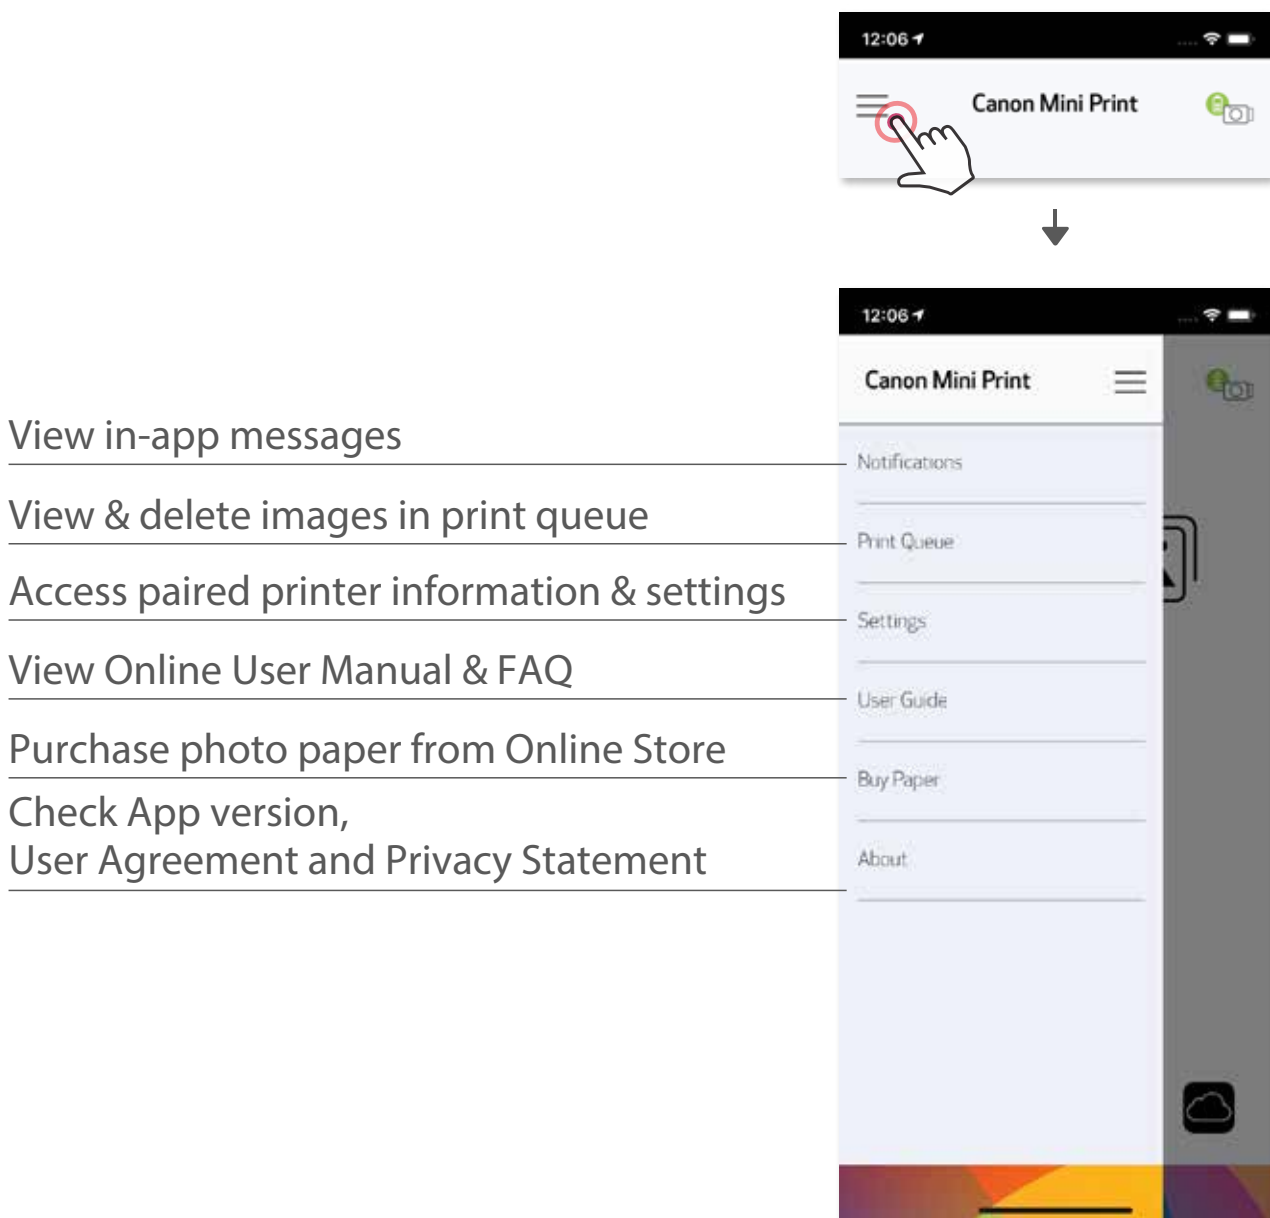 12:06
Canon Mini Print
12:06
Canon Mini Print
View in-app messages
Notifications
View & delete images in print queue
Print Queue
Access paired printer information & settings
Settings
View Online User Manual & FAQ
User Guide
Purchase photo paper from Online Store
Buy Paper
Check App version,
User Agreement and Privacy Statement
About